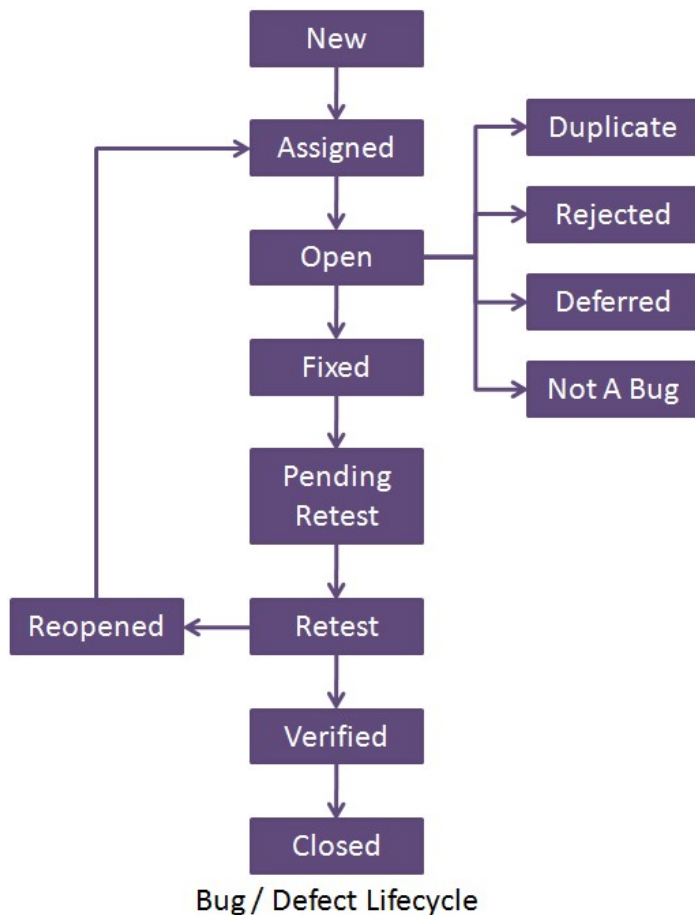 New
Assigned
Duplicate
Rejected
Open
Deferred
Fixed
Not A Bug
Pending
Retest
Reopened
Retest
Verified
Closed
Bug / Defect Lifecycle